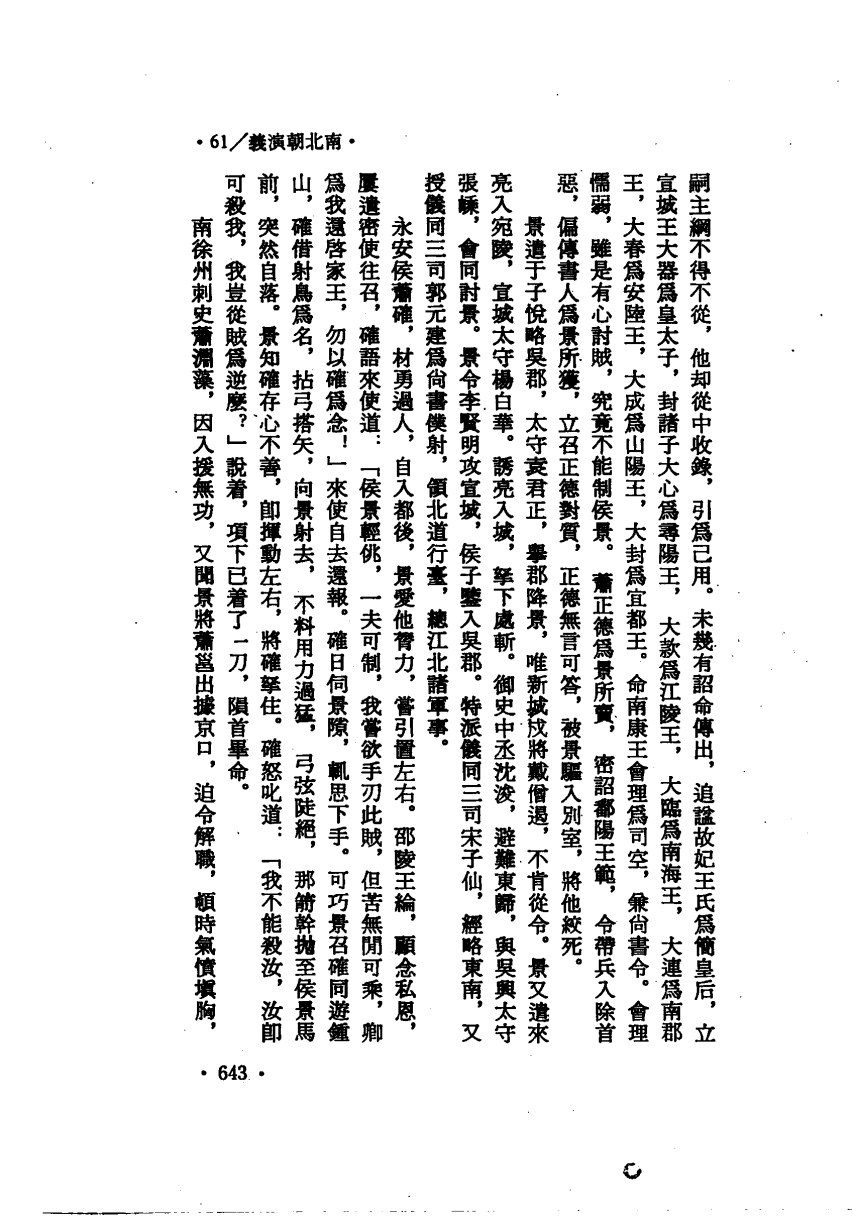 ·61／義演朝北南·
嗣主綱不得不從，他却從中收錄，引爲己用。未幾有詔命傳出，追諡故妃王氏爲簡皇后，立
宣城王大器爲皇太子，封諸子大心爲尋陽王，大款爲江陵王，大臨爲南海王，大連爲南郡
王，大春爲安陸王，大成爲山陽王，大封爲宜都王。命南康王會理爲司空，兼尙書令。會理
懦弱，雖是有心討賊，究竟不能制侯景。蕭正德爲景所賣，密詔鄱陽王範，令帶兵入除首
惡，偏傳書人爲景所獲，立召正德對質，正德無言可答，被景驅入別室，將他絞死。
景遣于子悅略吳郡，太守袁君正，舉郡降景，唯新城戍將戴僧逷，不肯從令。景又遣來
亮入宛陵，宣城太守楊白華。誘亮入城，拏下處斬。御史中丞沈浚，避難東歸，與吳興太守
張嵊，會同討景。景令李賢明攻宣城，侯子鑒入吳郡。特派儀同三司宋子仙，經略東南，又
授儀同三司郭元建爲尙書僕射，領北道行臺，總江北諸軍事。
永安侯蕭確，材勇過人，自入都後，景愛他膂力，嘗引置左右。邵陵王綸，顧念私恩，
屢遣密使往召，確語來使道：「侯景輕佻，一夫可制，我嘗欲手刃此賊，但苦無閒可乘，卿
爲我還啓家王，勿以確爲念！」來使自去還報。確日伺景隙，輒思下手。可巧景召確同遊鍾
山，確借射鳥爲名，拈弓搭矢，向景射去，不料用力過猛，弓弦陡絕，那箭幹拋至侯景馬
前，突然自落。景知確存心不善，卽揮動左右，將確拏住。確怒叱道：「我不能殺汝，汝卽
可殺我，我豈從賊爲逆麼？」說着，項下已着了一刀，隕首畢命。
南徐州刺史蕭淵藻，因入援無功，又聞景將蕭邕出據京口，迫令解職，頓時氣憤塡胸，
·643·